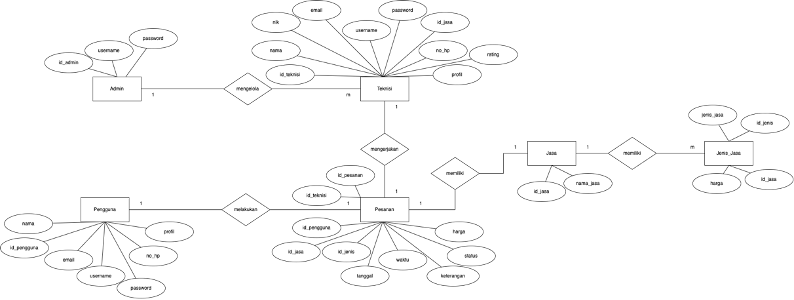 email
password
nik
id_jasa
username
password
username
no_hp
nama
rating
id_admin
id_teknisi
profil
Admin
1
mengelola
m
Teknisi
1
jenis_jasa
id_jenis
mengerjakan
1
Jasa
1
memiliki
m
Jenis_Jasa
id_pesanan
memiliki
id_jasa
nama_jasa
harga
id_jasa
id_teknisi
1
Pengguna
1
melakukan
1
Pesanan
1
nama
profil
id_pengguna
harga
id_pengguna
email
no_hp
id_jasa
id_jenis
waktu
status
username
password
tanggal
keterangan